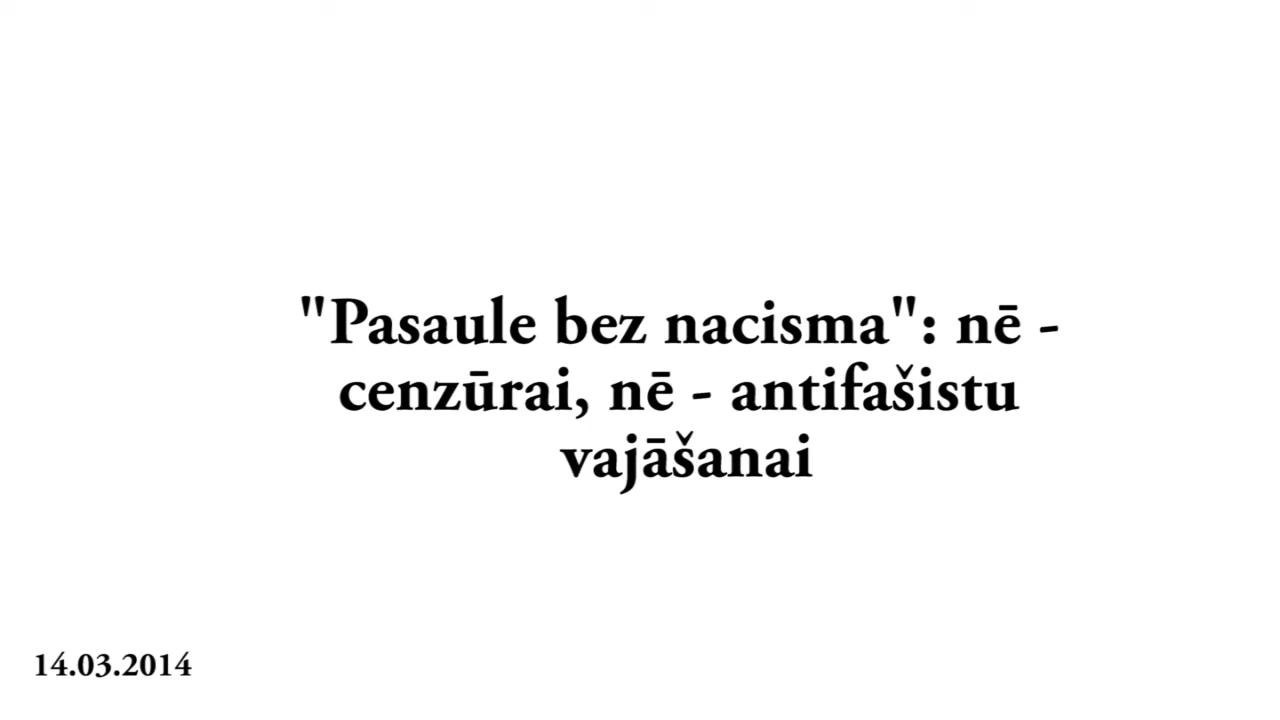 "Pasaule bez nacisma": nē -
cenzūrai, nē - antifašistu
vajāšanai
14.03.2014